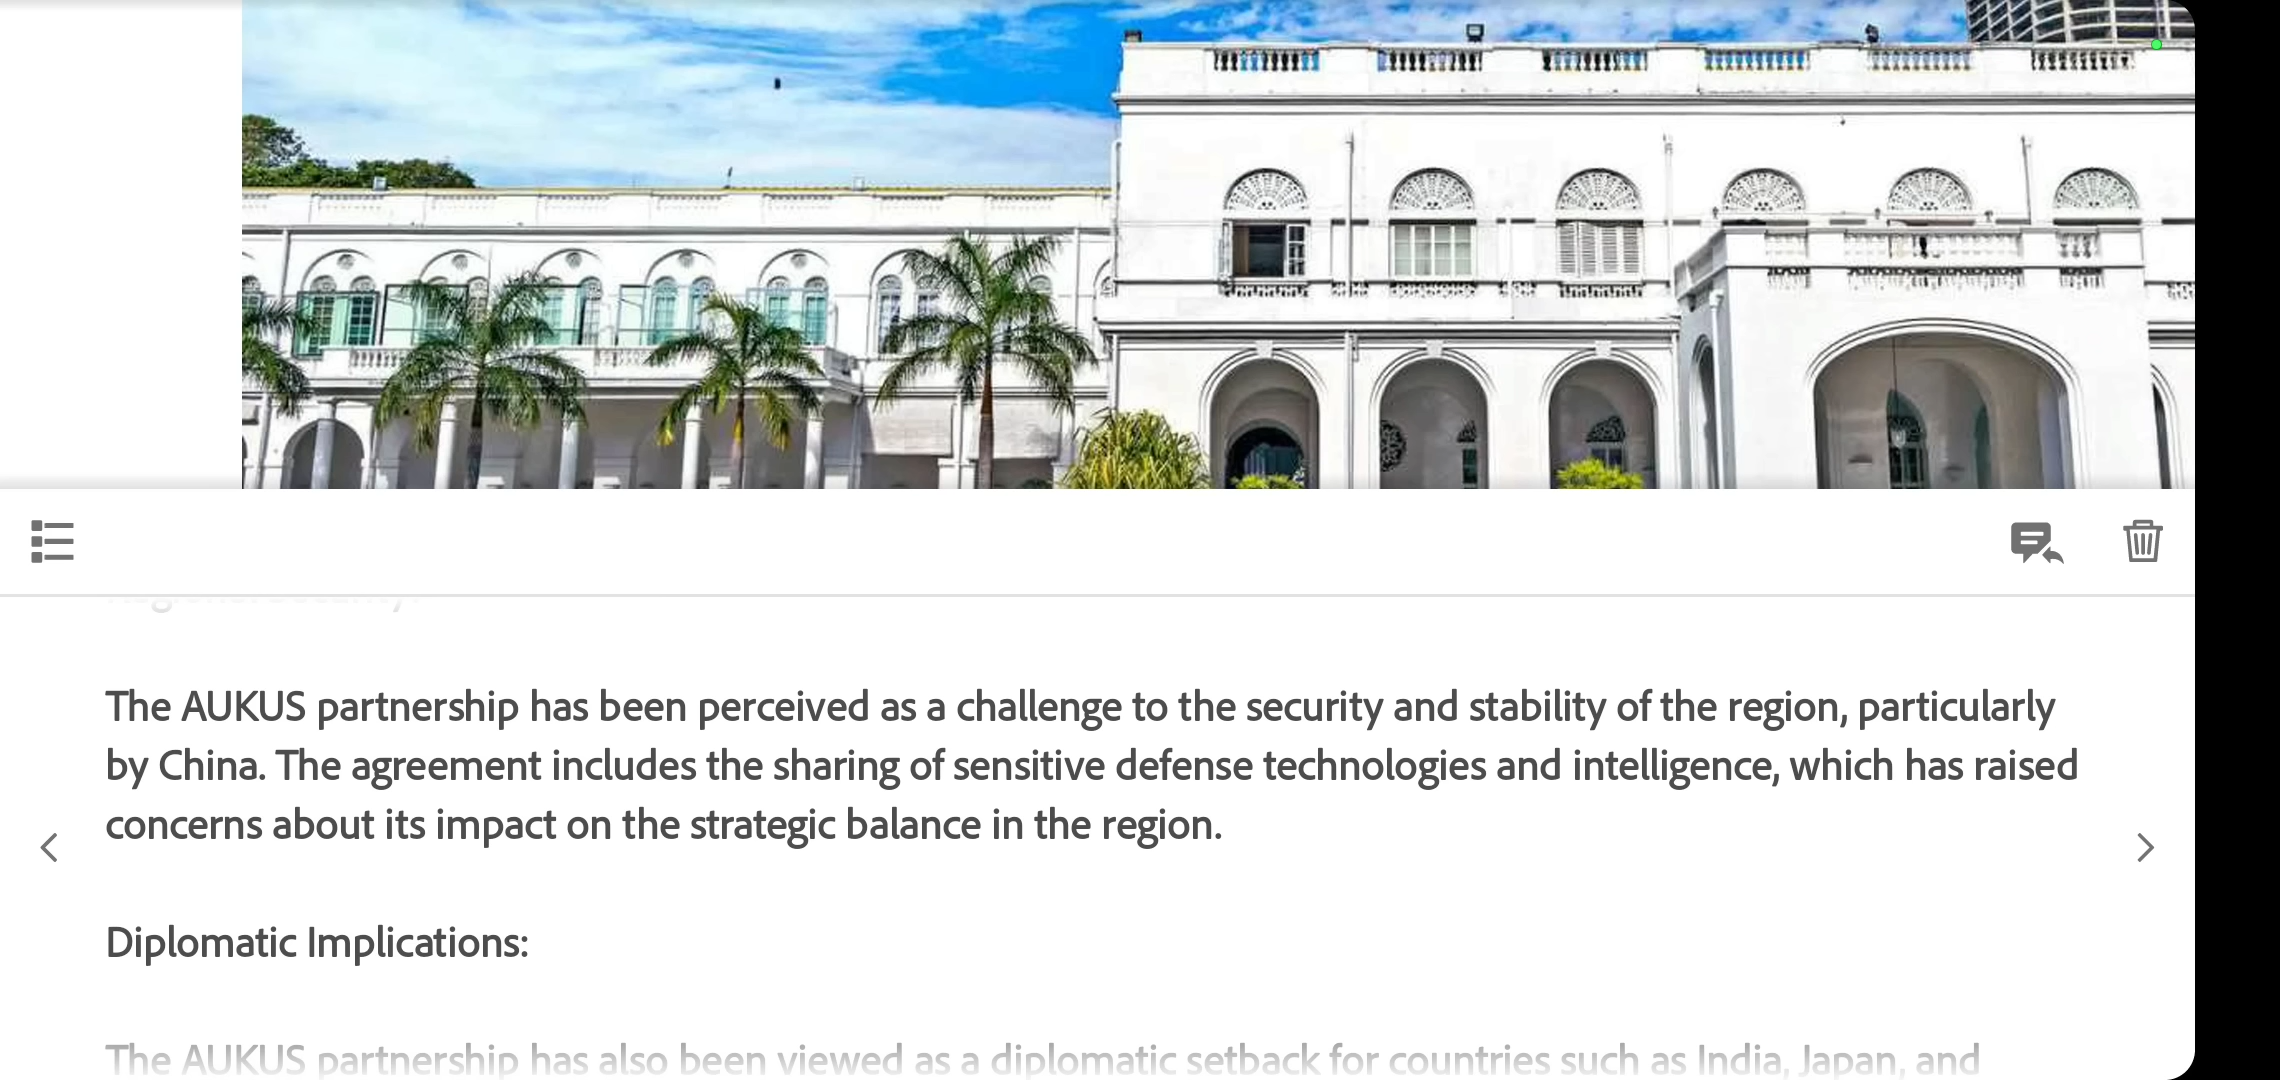 Regional Security:
The AUKUS partnership has been perceived as a challenge to the security and stability of the region, particularly
by China. The agreement includes the sharing of sensitive defense technologies and intelligence, which has raised
concerns about its impact on the strategic balance in the region.
Diplomatic Implications:
The AUKUS partnership has also been viewed as a diplomatic setback for countries such as India, Japan, and